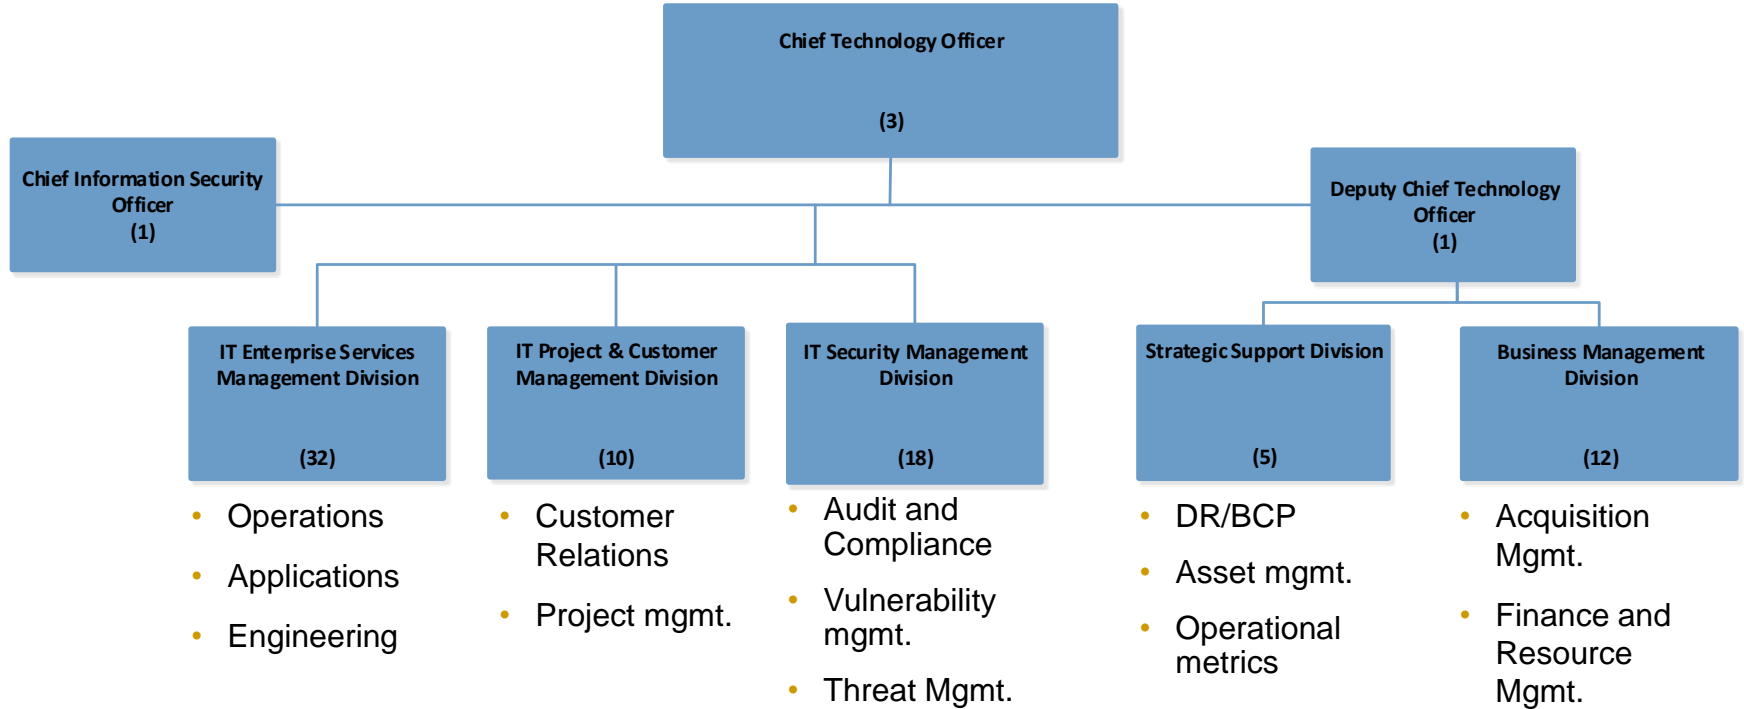 Chief Technology Officer
(3)
Chief Information Security
Officer
(1)
Deputy Chief Technology
Officer
(1)
IT Enterprise Services
Management Division
(32)
IT Project & Customer
Management Division
(10)
IT Security Management
Division
(18)
Strategic Support Division
(5)
Business Management
Division
(12)
• Operations
• Applications
• Engineering
• Customer
Relations
• Project mgmt.
• Audit and
Compliance
• Vulnerability
mgmt.
• Threat Mgmt.
• DR/BCP
• Asset mgmt.
• Operational
metrics
• Acquisition
Mgmt.
• Finance and
Resource
Mgmt.